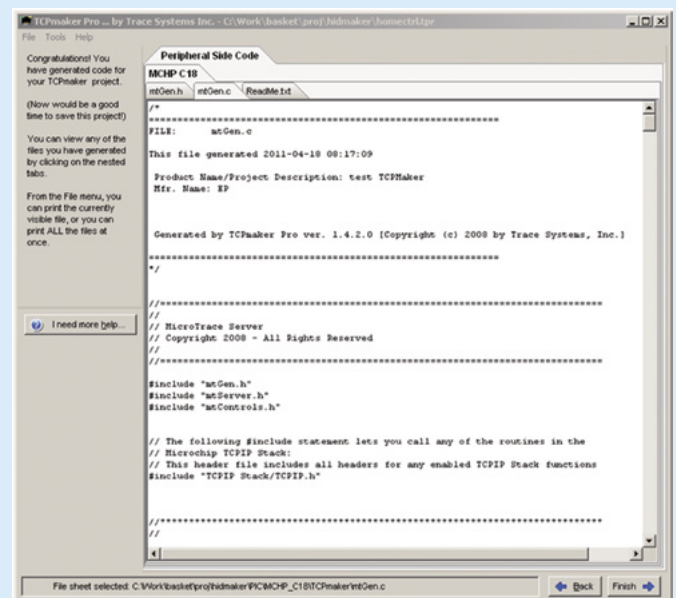 TCPmaker Pro ... by Trace Systems Inc. - C:\Work\basket\proj\hidmaker\homectrl.tpr
File Tools Help
Congratulations! You
have generated code for
your TCPmaker project.
(Now would be a good
time to save this project!)
You can view any of the
files you have generated
by clicking on the nested
tabs.
From the File menu, you
can print the currently
visible file, or you can
print ALL the files at
once.
I need more help...
Peripheral Side Code
MCHP C18
mtGen.h mtGen.c ReadMe.txt
/*
================================================================
FILE: mtGen.c
This file generated 2011-04-18 08:17:09
Product Name/Project Description: test TCPMaker
Mfr. Name: EP
Generated by TCPmaker Pro ver. 1.4.2.0 [Copyright (c) 2008 by Trace Systems, Inc.]
================================================================
*/
//****************************************************************************
//
// MicroTrace Server
// Copyright 2008 - All Rights Reserved
//
//****************************************************************************
#include "mtGen.h"
#include "mtServer.h"
#include "mtControls.h"
// The following #include statement lets you call any of the routines in the
// Microchip TCPIP Stack:
// This header file includes all headers for any enabled TCPIP Stack functions
#include "TCPIP Stack/TCPIP.h"
//****************************************************************************
//
File sheet selected: C:\Work\basket\proj\hidmaker\PIC\MCHP_C18\TCPmaker\mtGen.c
Back Finish